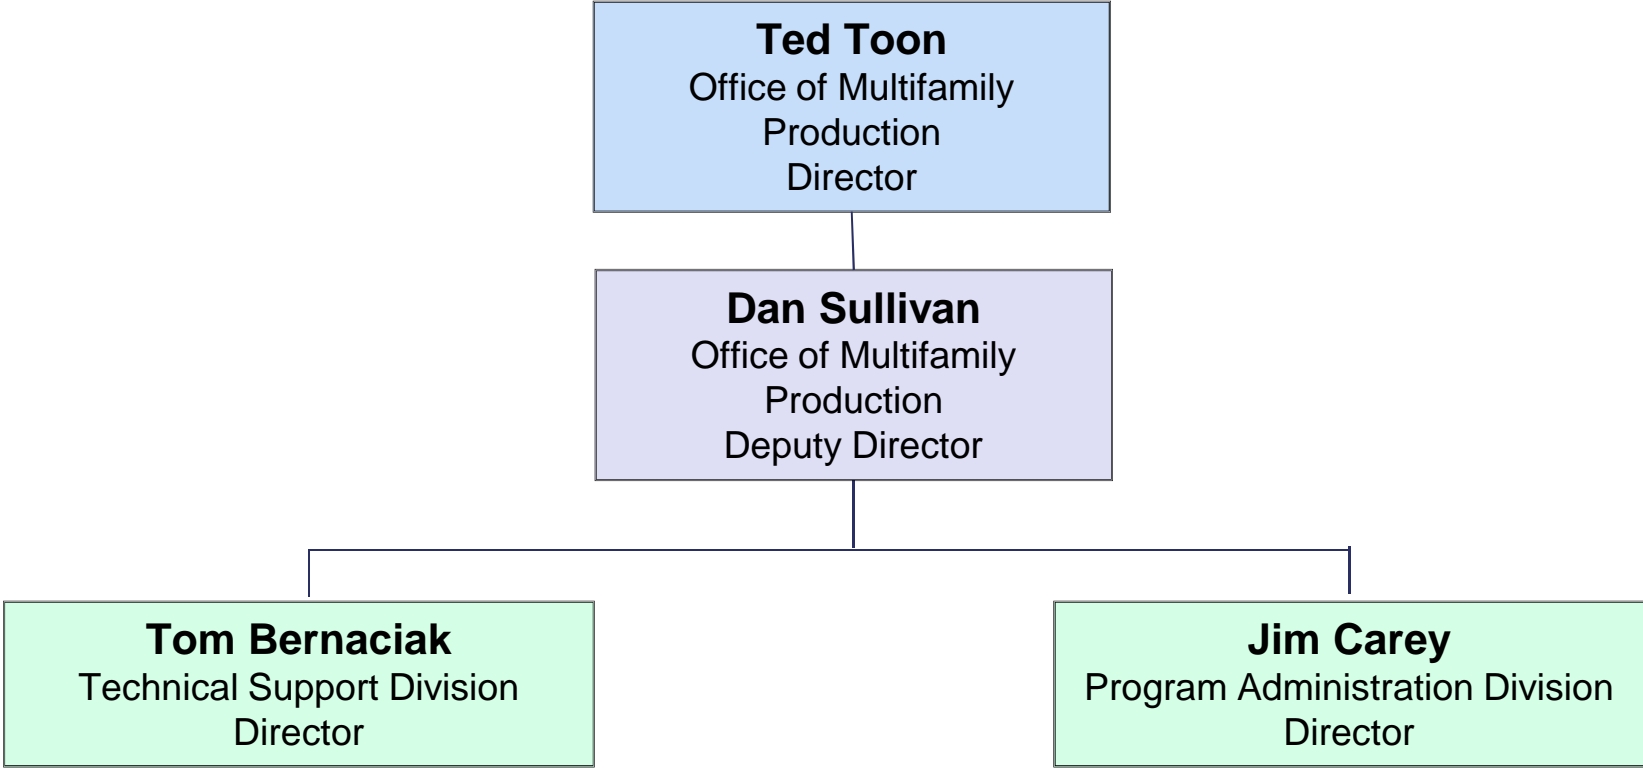 Ted Toon
Office of Multifamily
Production
Director
Dan Sullivan
Office of Multifamily
Production
Deputy Director
Tom Bernaciak
Technical Support Division
Director
Jim Carey
Program Administration Division
Director